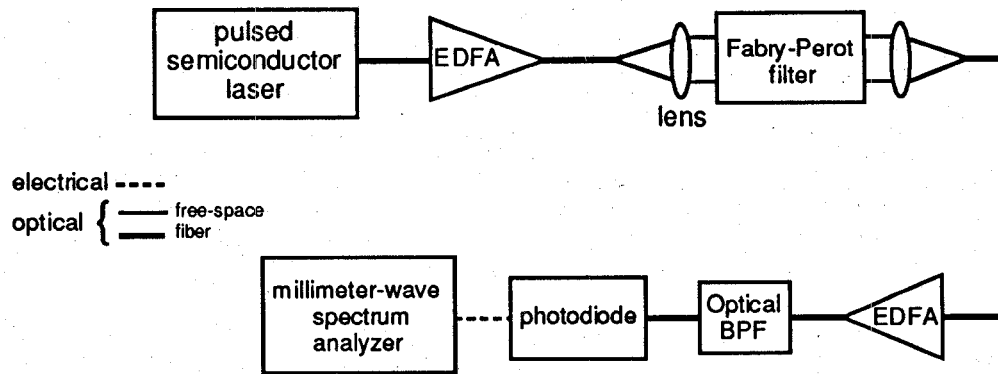 pulsed
semiconductor
laser
EDFA
lens
Fabry-Perot
filter
electrical
optical {
free-space
fiber
millimeter-wave
spectrum
analyzer
photodiode
Optical
BPF
EDFA